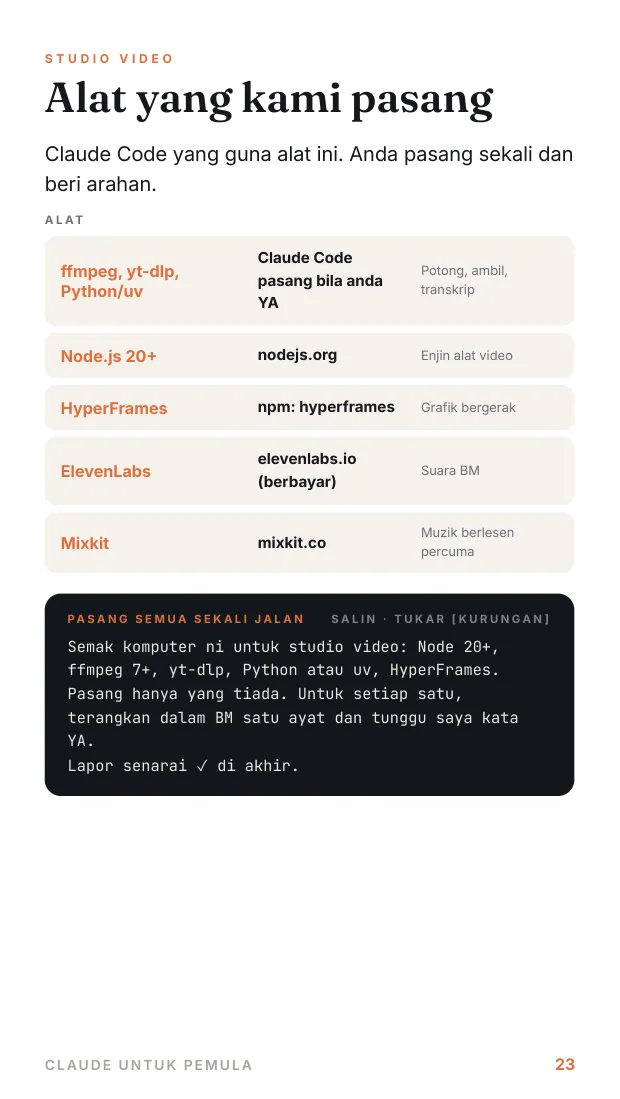 STUDIO VIDEO
Alat yang kami pasang
Claude Code yang guna alat ini. Anda pasang sekali dan
beri arahan.
ALAT
ffmpeg, yt-dlp,
Python/uv
Claude Code
pasang bila anda
YA
Potong, ambil,
transkrip
Node.js 20+
nodejs.org
Enjin alat video
HyperFrames
npm: hyperframes
Grafik bergerak
ElevenLabs
elevenlabs.io
(berbayar)
Suara BM
Mixkit
mixkit.co
Muzik berlesen
percuma
PASANG SEMUA SEKALI JALAN
SALIN · TUKAR [KURUNGAN]
Semak komputer ni untuk studio video: Node 20+,
ffmpeg 7+, yt-dlp, Python atau uv, HyperFrames.
Pasang hanya yang tiada. Untuk setiap satu,
terangkan dalam BM satu ayat dan tunggu saya kata
YA.
Lapor senarai ✓ di akhir.
CLAUDE UNTUK PEMULA
23